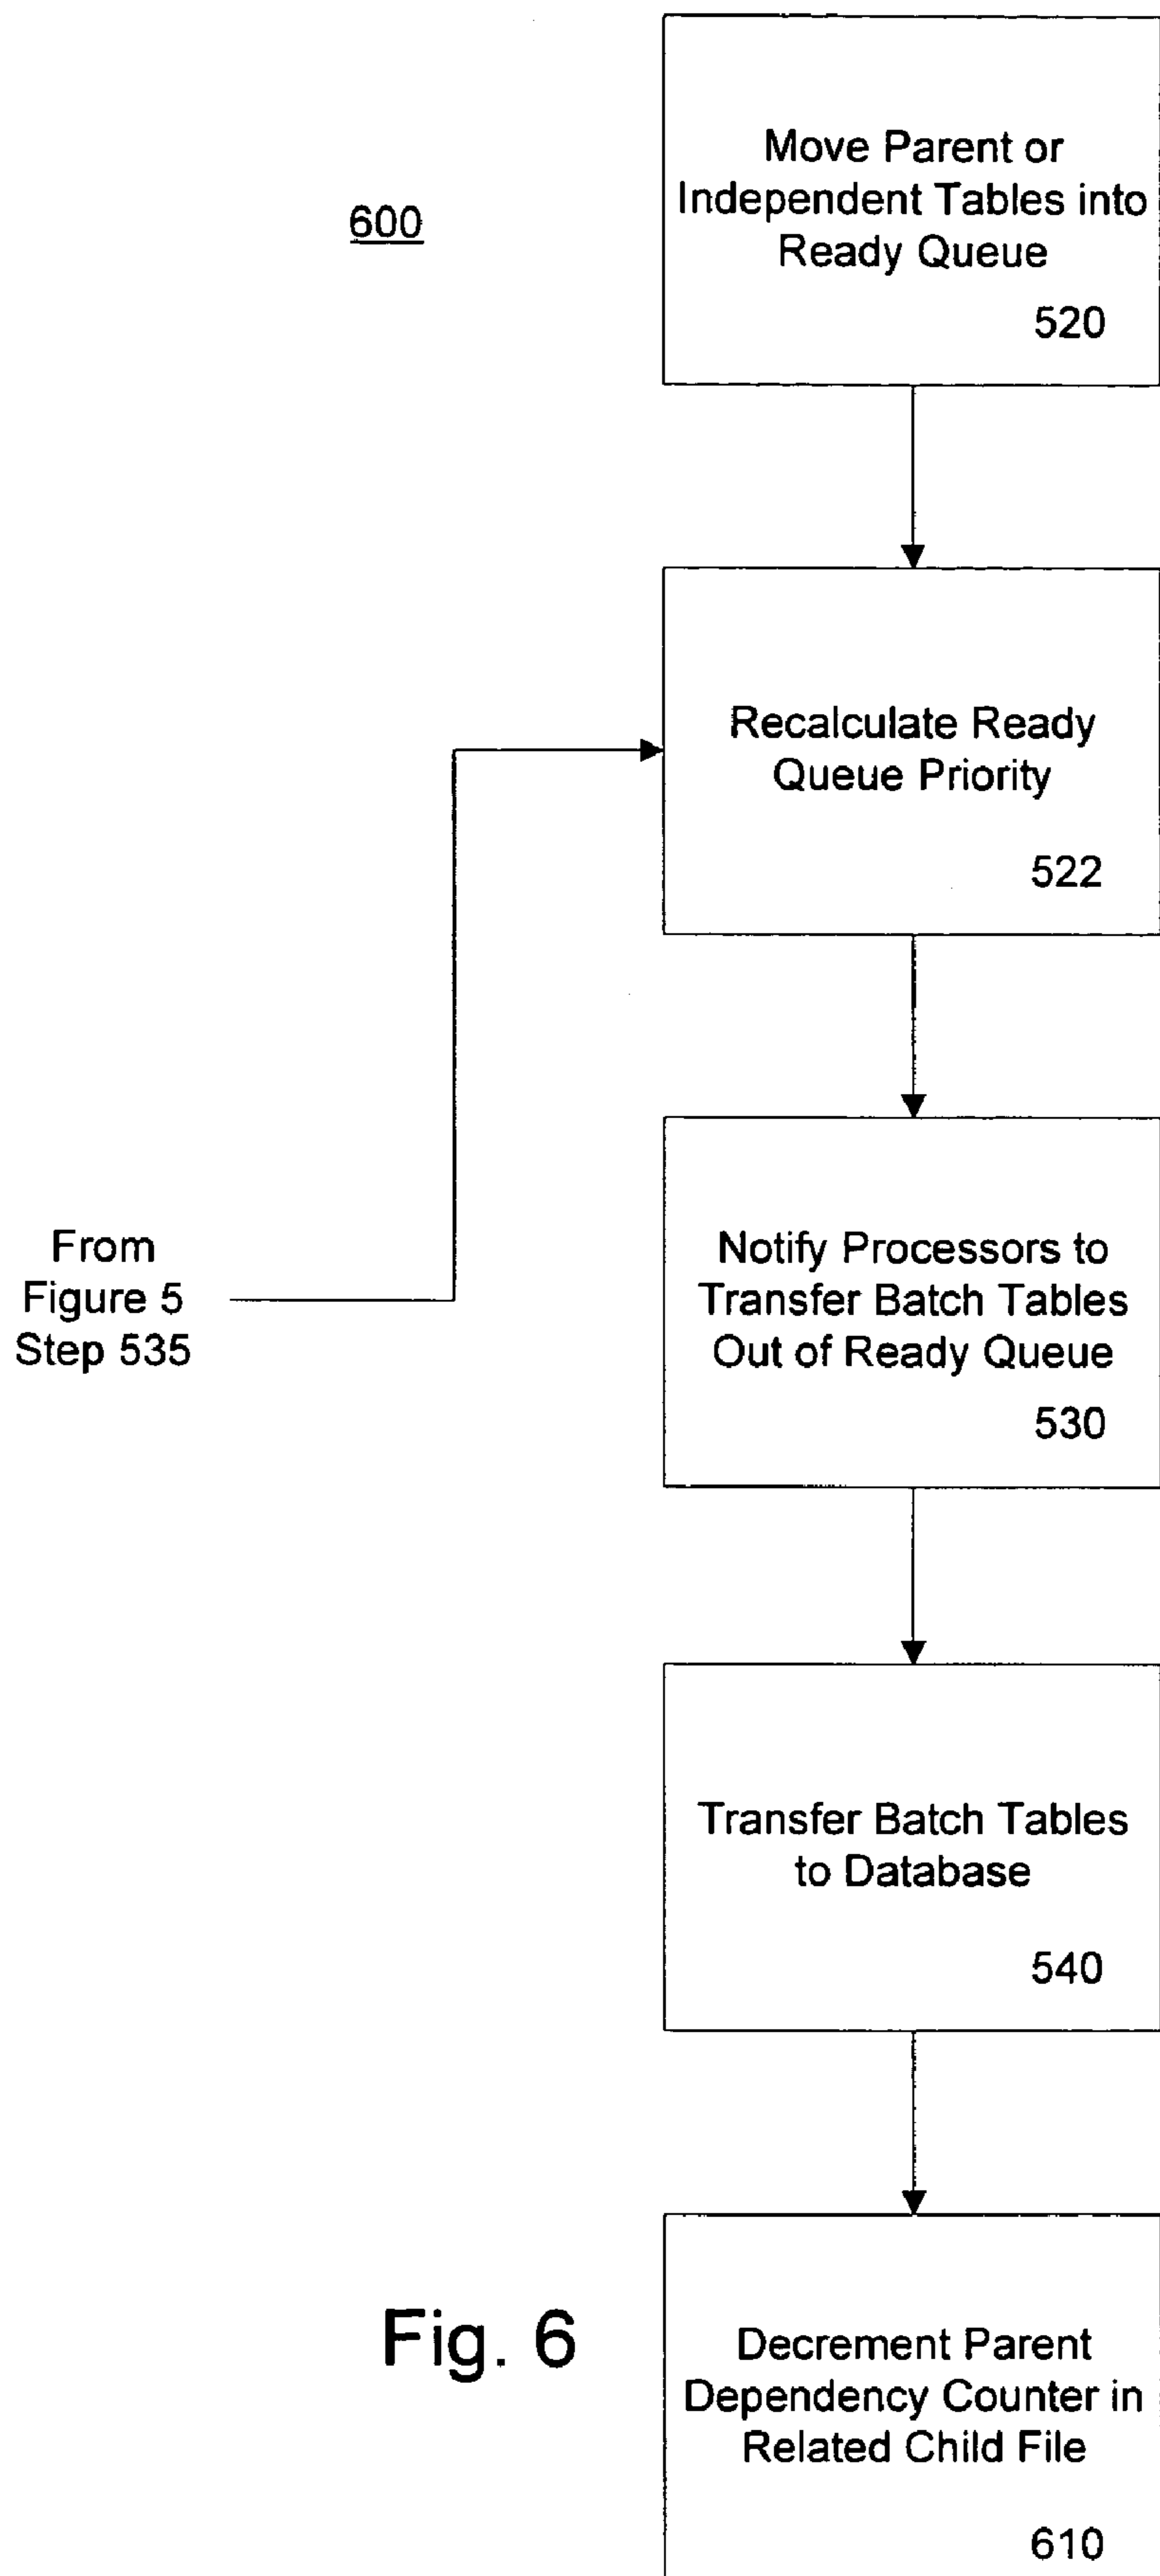 600
Move Parent or
Independent Tables into
Ready Queue
520
Recalculate Ready
Queue Priority
522
From
Figure 5
Step 535
Notify Processors to
Transfer Batch Tables
Out of Ready Queue
530
Transfer Batch Tables
to Database
540
Fig. 6
Decrement Parent
Dependency Counter in
Related Child File
610